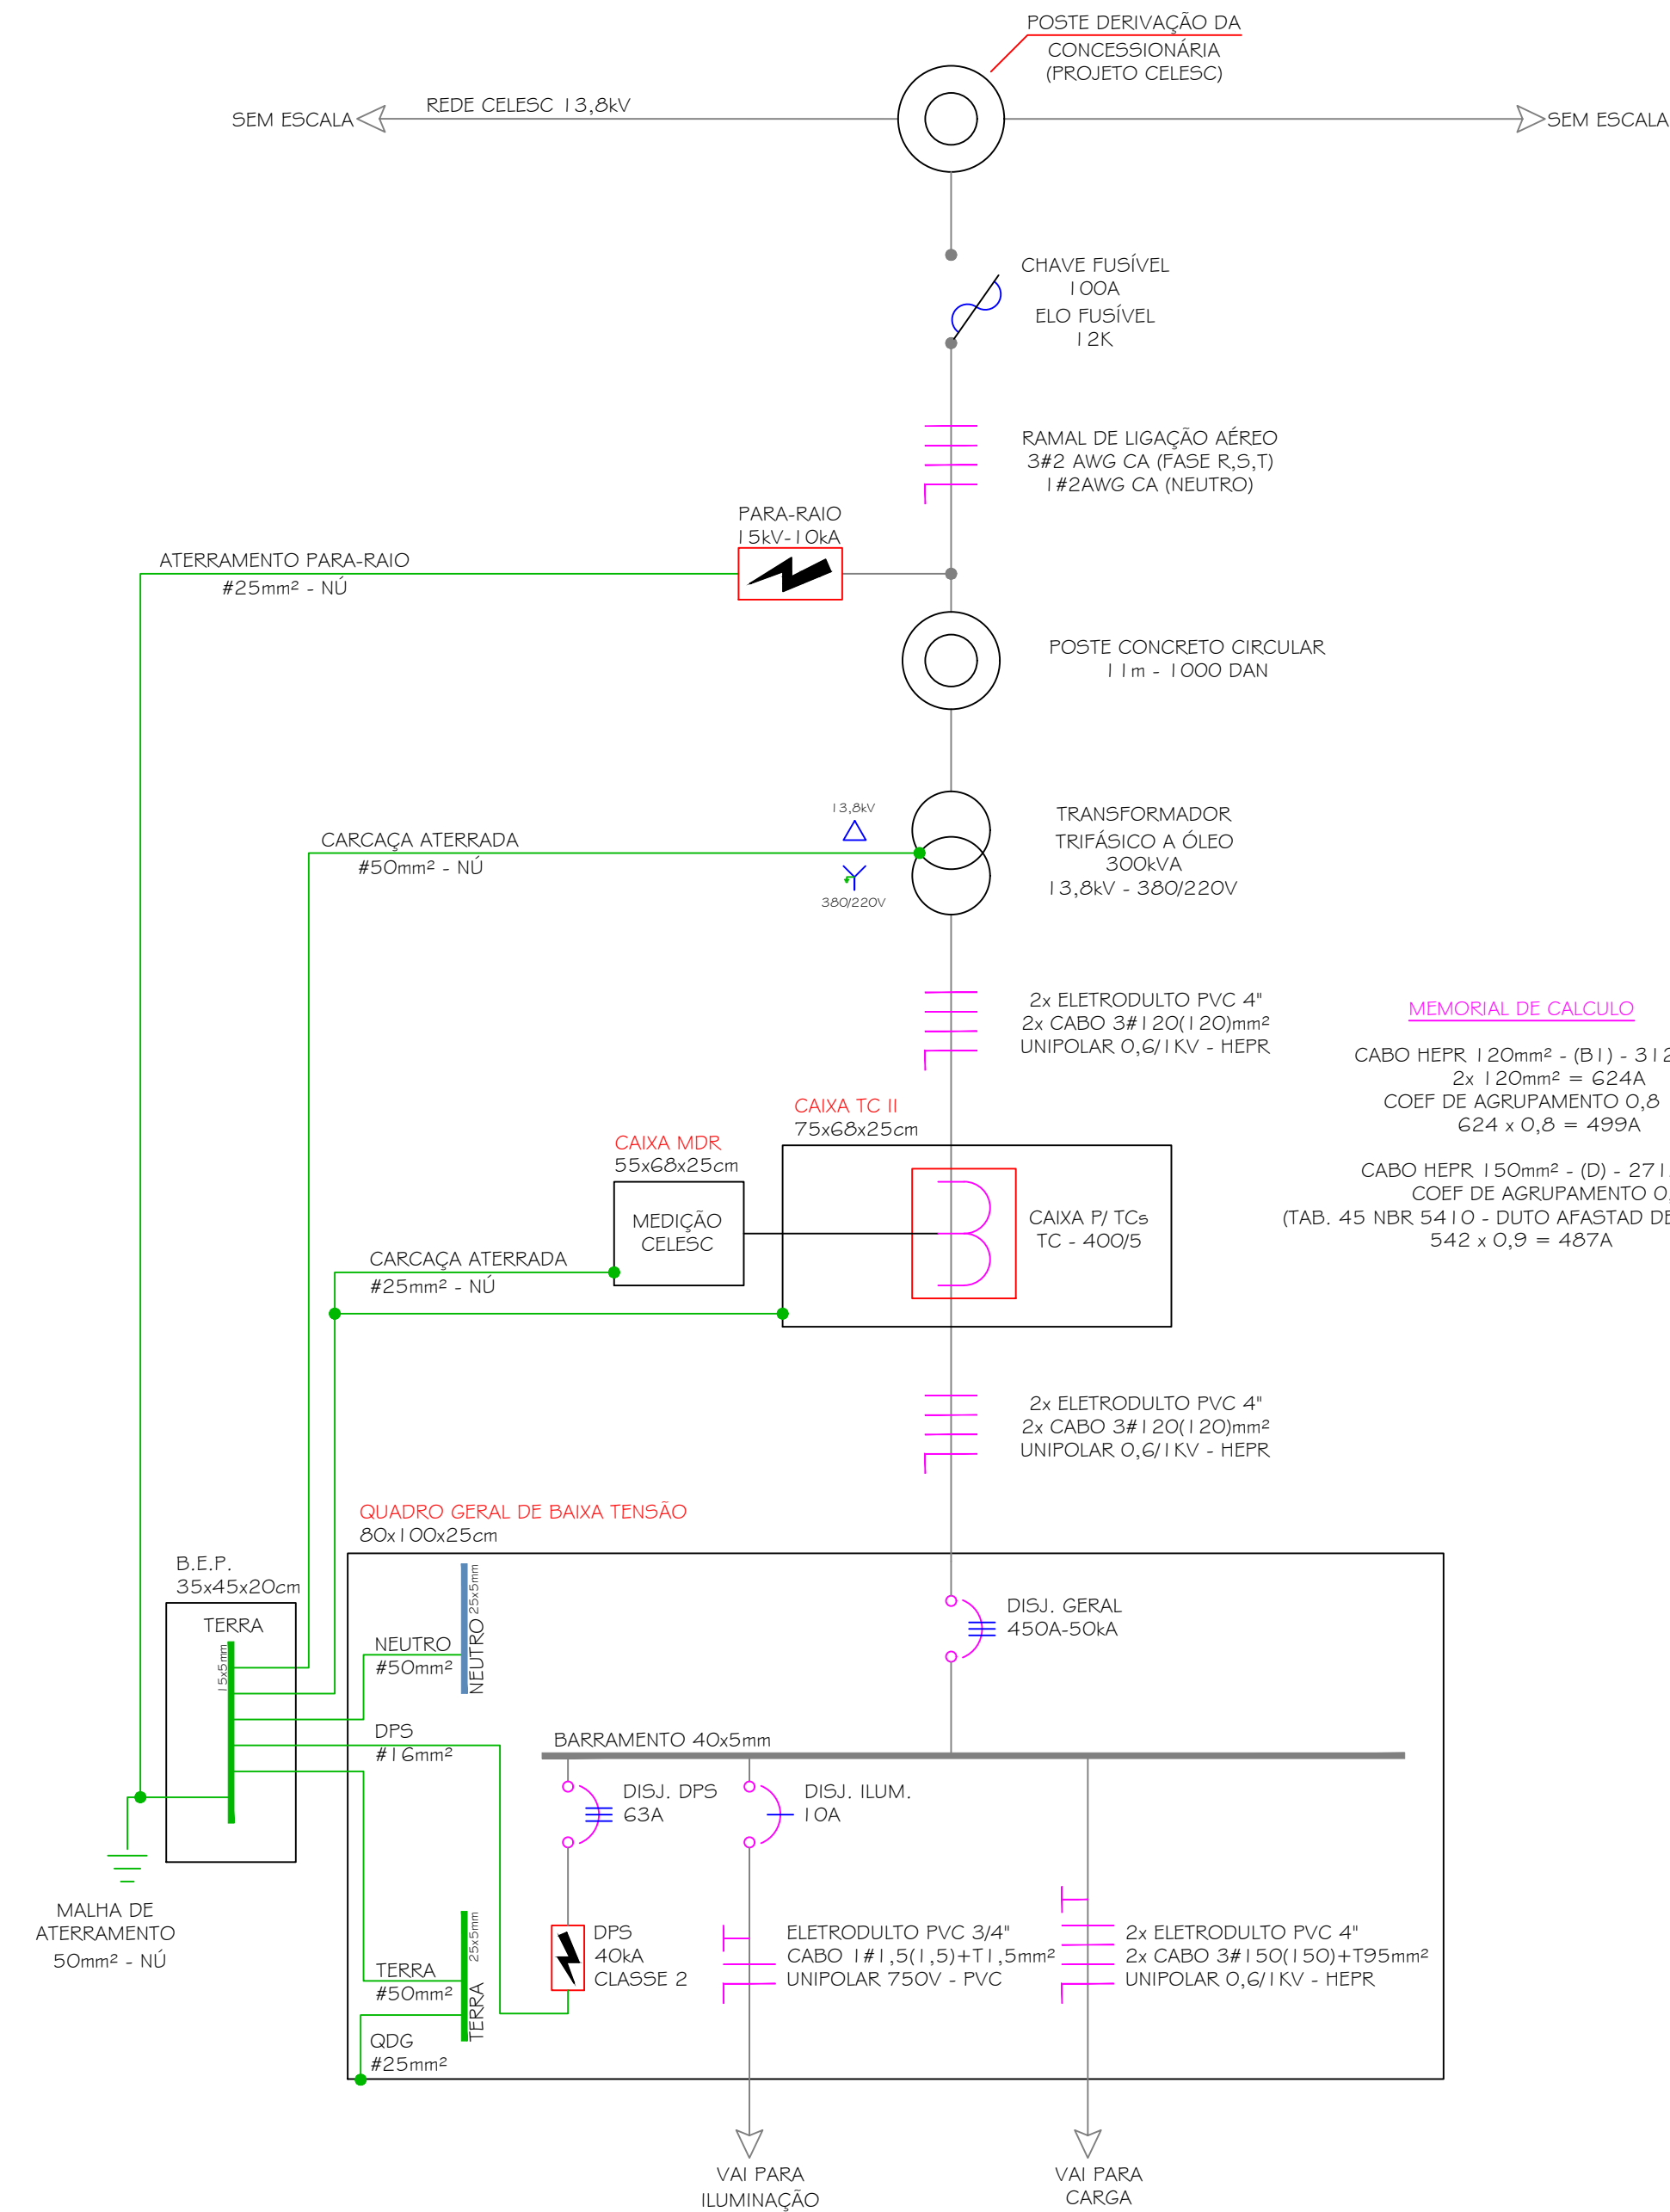 POSTE DERIVAÇÃO DA
CONCESSIONÁRIA
(PROJETO CELESC)
REDE CELESC 13,8kV
SEM ESCALA
SEM ESCALA
CHAVE FUSÍVEL
100A
ELO FUSÍVEL
12K
RAMAL DE LIGAÇÃO AÉREO
3#2 AWG CA (FASE R,S,T)
1#2AWG CA (NEUTRO)
PARA-RAIO
15kV-10kA
ATERRAMENTO PARA-RAIO
#25mm² - NÚ
POSTE CONCRETO CIRCULAR
11m - 1000 DAN
13,8kV
380/220V
TRANSFORMADOR
TRIFÁSICO A ÓLEO
300kVA
13,8kV - 380/220V
CARCAÇA ATERRADA
#50mm² - NÚ
2x ELETRODULTO PVC 4"
2x CABO 3#120(120)mm²
UNIPOLAR 0,6/1KV - HEPR
MEMORIAL DE CALCULO
CABO HEPR 120mm² - (B1) - 312
2x 120mm² = 624A
COEF DE AGRUPAMENTO 0,8
624 x 0,8 = 499A
CABO HEPR 150mm² - (D) - 271
COEF DE AGRUPAMENTO 0,
(TAB. 45 NBR 5410 - DUTO AFASTAD DE
542 x 0,9 = 487A
CAIXA TC II
75x68x25cm
CAIXA MDR
55x68x25cm
MEDIÇÃO
CELESC
CAIXA P/ TCs
TC - 400/5
CARCAÇA ATERRADA
#25mm² - NÚ
2x ELETRODULTO PVC 4"
2x CABO 3#120(120)mm²
UNIPOLAR 0,6/1KV - HEPR
QUADRO GERAL DE BAIXA TENSÃO
80x100x25cm
B.E.P.
35x45x20cm
TERRA
15x5mm
NEUTRO
#50mm²
NEUTRO 25x5mm
DISJ. GERAL
450A-50kA
DPS
#16mm²
BARRAMENTO 40x5mm
DISJ. DPS
63A
DISJ. ILUM.
10A
MALHA DE
ATERRAMENTO
50mm² - NÚ
TERRA
#50mm²
TERRA 25x5mm
QDG
#25mm²
DPS
40kA
CLASSE 2
ELETRODULTO PVC 3/4"
CABO 1#1,5(1,5)+T1,5mm²
UNIPOLAR 750V - PVC
2x ELETRODULTO PVC 4"
2x CABO 3#150(150)+T95mm²
UNIPOLAR 0,6/1KV - HEPR
VAI PARA
ILUMINAÇÃO
VAI PARA
CARGA